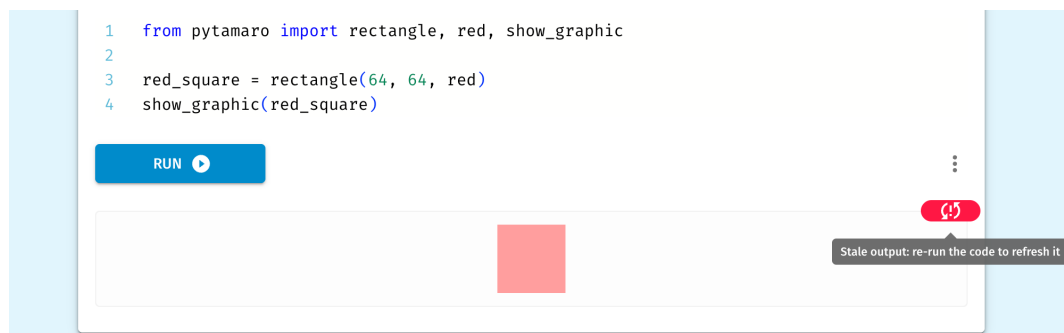 1 from pytamaro import rectangle, red, show_graphic
2
3 red_square = rectangle(64, 64, red)
4 show_graphic(red_square)
RUN
Stale output: re-run the code to refresh it